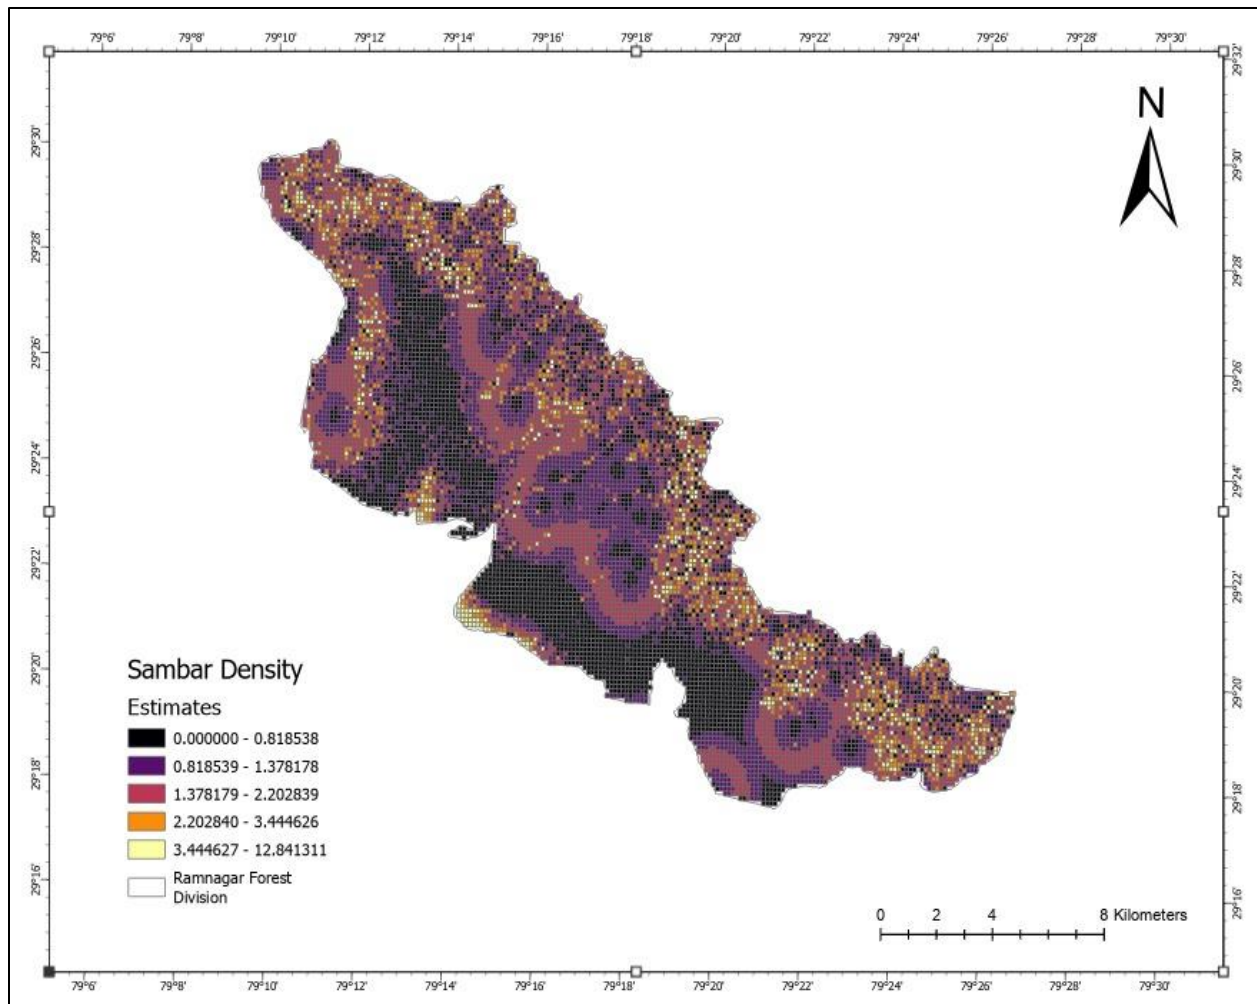 79°6' 79°8' 79°10' 79°12' 79°14' 79°16' 79°18' 79°20' 79°22' 79°24' 79°26' 79°28' 79°30'
29°32'
29°30' 29°30'
N
29°28' 29°28'
29°26' 29°26'
29°24' 29°24'
29°22' 29°22'
29°20' 29°20'
29°18' 29°18'
29°16' 29°16'
Sambar Density
Estimates
0.000000 - 0.818538
0.818539 - 1.378178
1.378179 - 2.202839
2.202840 - 3.444626
3.444627 - 12.841311
Ramnagar Forest
Division
0 2 4 8 Kilometers
79°6' 79°8' 79°10' 79°12' 79°14' 79°16' 79°18' 79°20' 79°22' 79°24' 79°26' 79°28' 79°30'